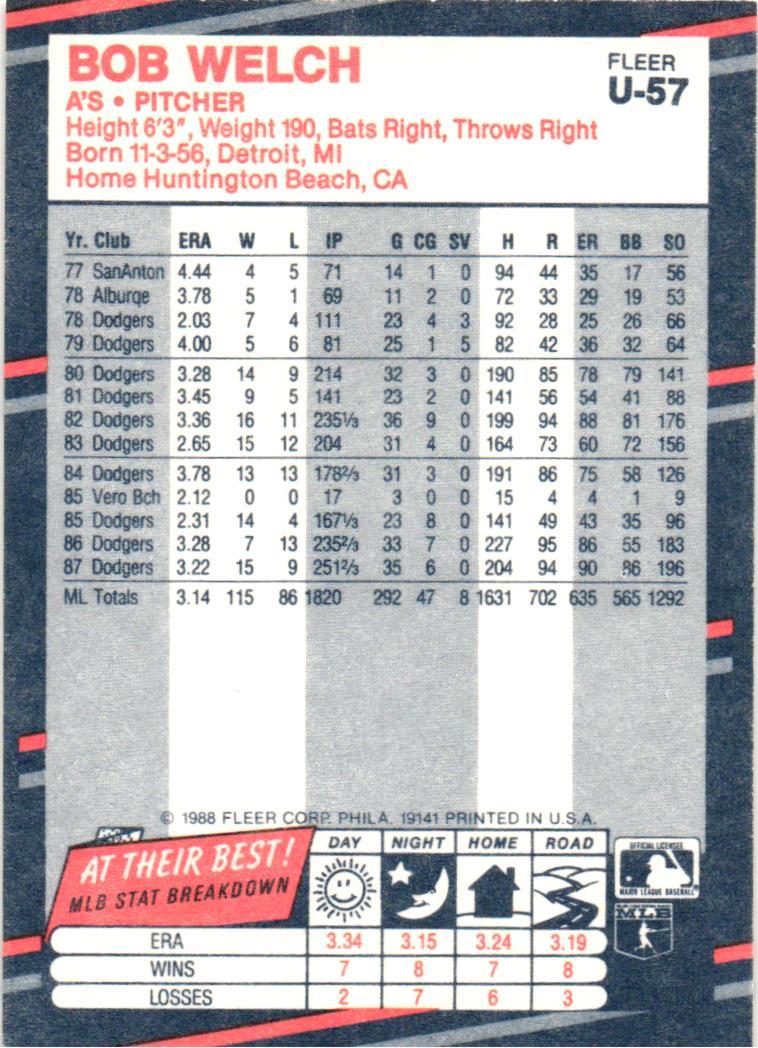 BOB WELCH
FLEER
U-57
A'S • PITCHER
Height 6'3", Weight 190, Bats Right, Throws Right
Born 11-3-56, Detroit, MI
Home Huntington Beach, CA
Yr. Club ERA W L IP G CG SV H R ER BB SO
77 SanAnton 4.44 4 5 71 14 1 0 94 44 35 17 56
78 Alburqe 3.78 5 1 69 11 2 0 72 33 29 19 53
78 Dodgers 2.03 7 4 111 23 4 3 92 28 25 26 66
79 Dodgers 4.00 5 6 81 25 1 5 82 42 36 32 64
80 Dodgers 3.28 14 9 214 32 3 0 190 85 78 79 141
81 Dodgers 3.45 9 5 141 23 2 0 141 56 54 41 88
82 Dodgers 3.36 16 11 235⅓ 36 9 0 199 94 88 81 176
83 Dodgers 2.65 15 12 204 31 4 0 164 73 60 72 156
84 Dodgers 3.78 13 13 178⅔ 31 3 0 191 86 75 58 126
85 Vero Bch 2.12 0 0 17 3 0 0 15 4 4 1 9
85 Dodgers 2.31 14 4 167⅓ 23 8 0 141 49 43 35 96
86 Dodgers 3.28 7 13 235⅔ 33 7 0 227 95 86 55 183
87 Dodgers 3.22 15 9 251⅔ 35 6 0 204 94 90 86 196
ML Totals 3.14 115 86 1820 292 47 8 1631 702 635 565 1292
© 1988 FLEER CORP. PHILA. 19141 PRINTED IN U.S.A.
AT THEIR BEST!
MLB STAT BREAKDOWN
DAY NIGHT HOME ROAD
ERA 3.34 3.15 3.24 3.19
WINS 7 8 7 8
LOSSES 2 7 6 3
OFFICIAL LICENSEE
MAJOR LEAGUE BASEBALL
MLB